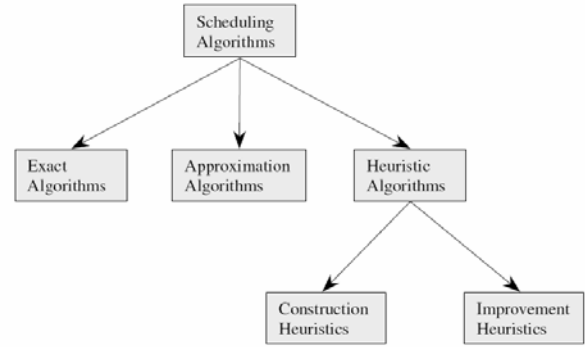 Scheduling
Algorithms
Exact
Algorithms
Approximation
Algorithms
Heuristic
Algorithms
Construction
Heuristics
Improvement
Heuristics